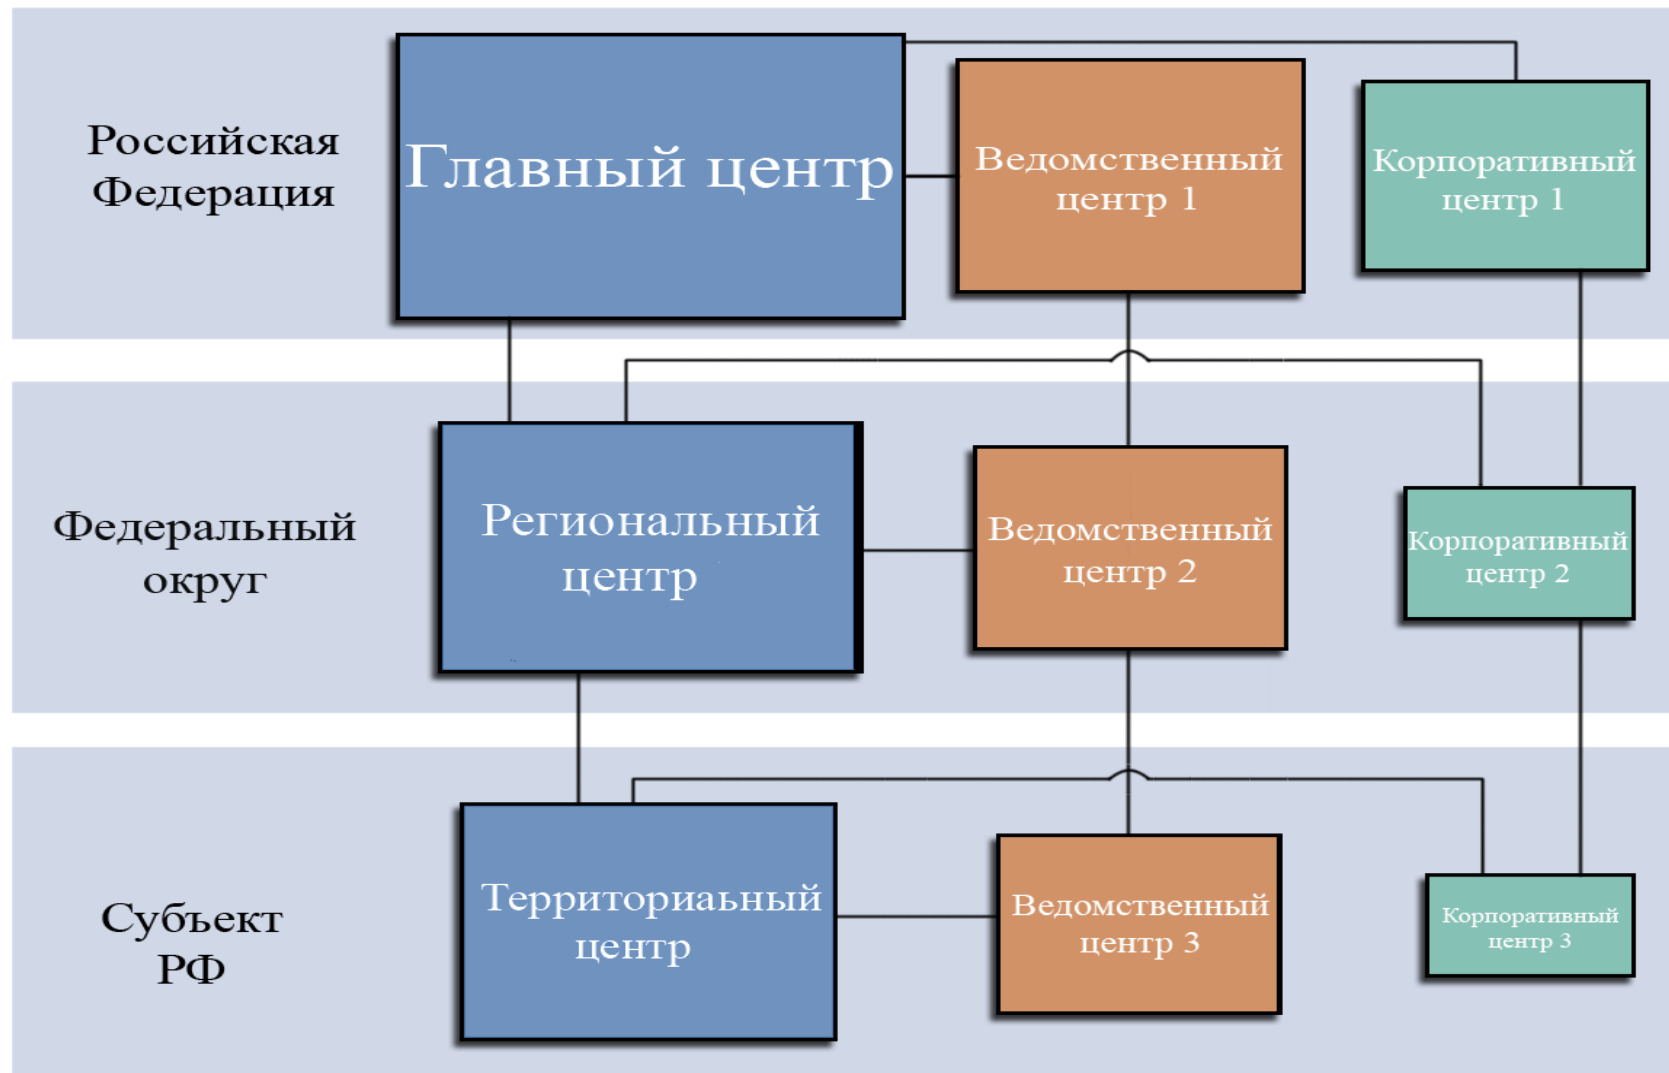 Российская
Федерация
Главный центр
Ведомственный
центр 1
Корпоративный
центр 1
Федеральный
округ
Региональный
центр
Ведомственный
центр 2
Корпоративный
центр 2
Субъект
РФ
Территориаьный
центр
Ведомственный
центр 3
Корпоративный
центр 3